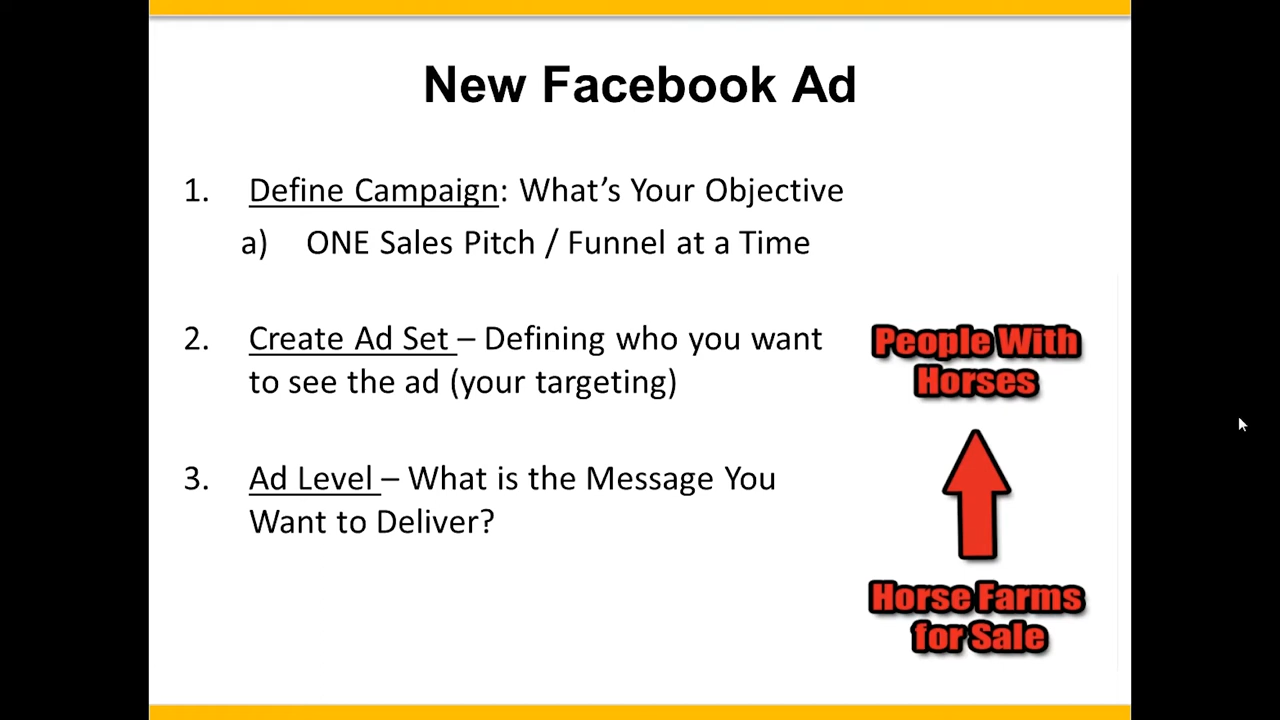 New Facebook Ad
1. Define Campaign: What’s Your Objective
a) ONE Sales Pitch / Funnel at a Time
2. Create Ad Set – Defining who you want
to see the ad (your targeting)
3. Ad Level – What is the Message You
Want to Deliver?
People With
Horses
Horse Farms
for Sale